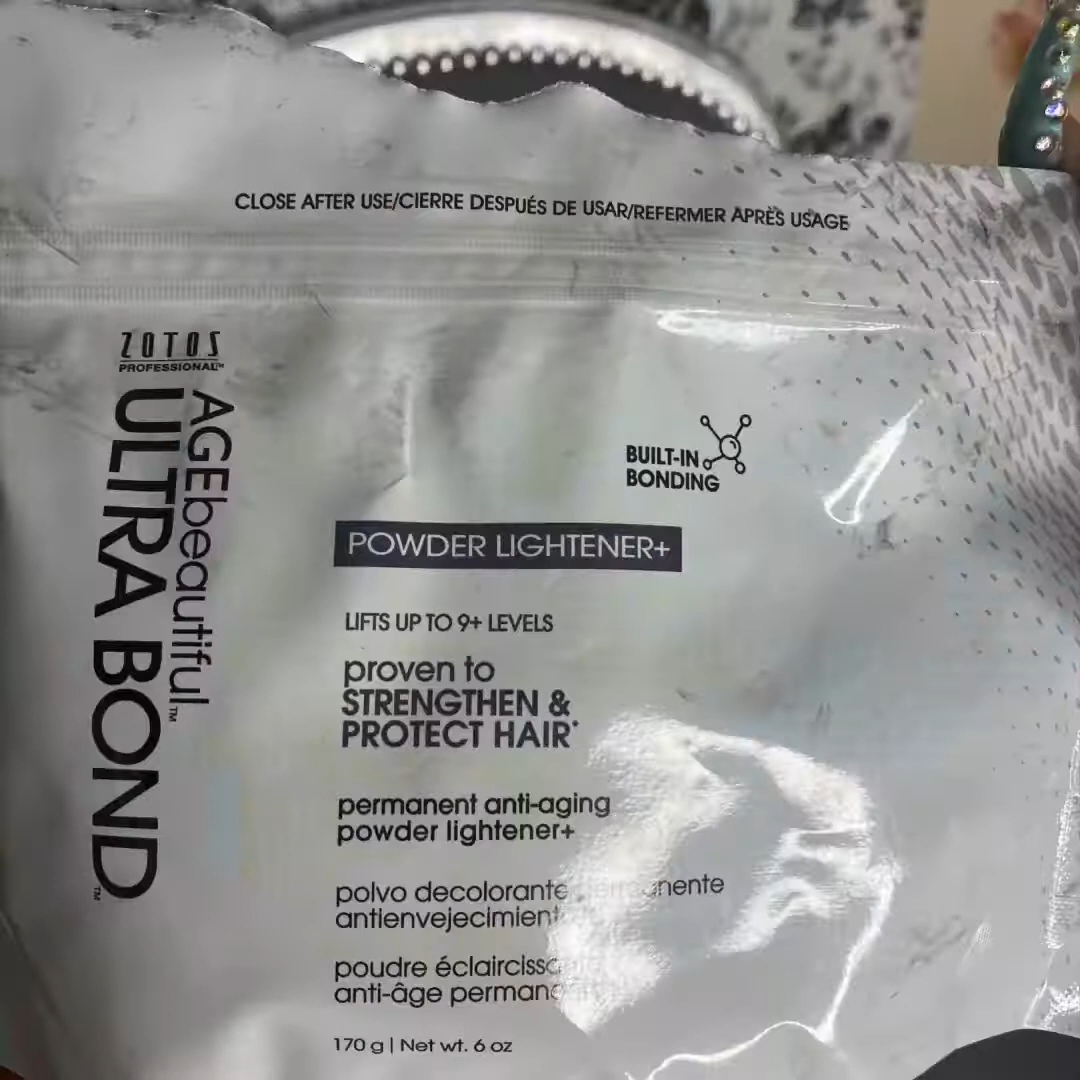 CLOSE AFTER USE/CIERRE DESPUÉS DE USAR/REFERMER APRÈS USAGE
ZOTOS
PROFESSIONAL™
AGEbeautiful™
ULTRA BOND™
BUILT-IN
BONDING
POWDER LIGHTENER+
LIFTS UP TO 9+ LEVELS
proven to
STRENGTHEN &
PROTECT HAIR*
permanent anti-aging
powder lightener+
polvo decolorante
poudre
anti-âge
170 g | Net wt. 6 oz